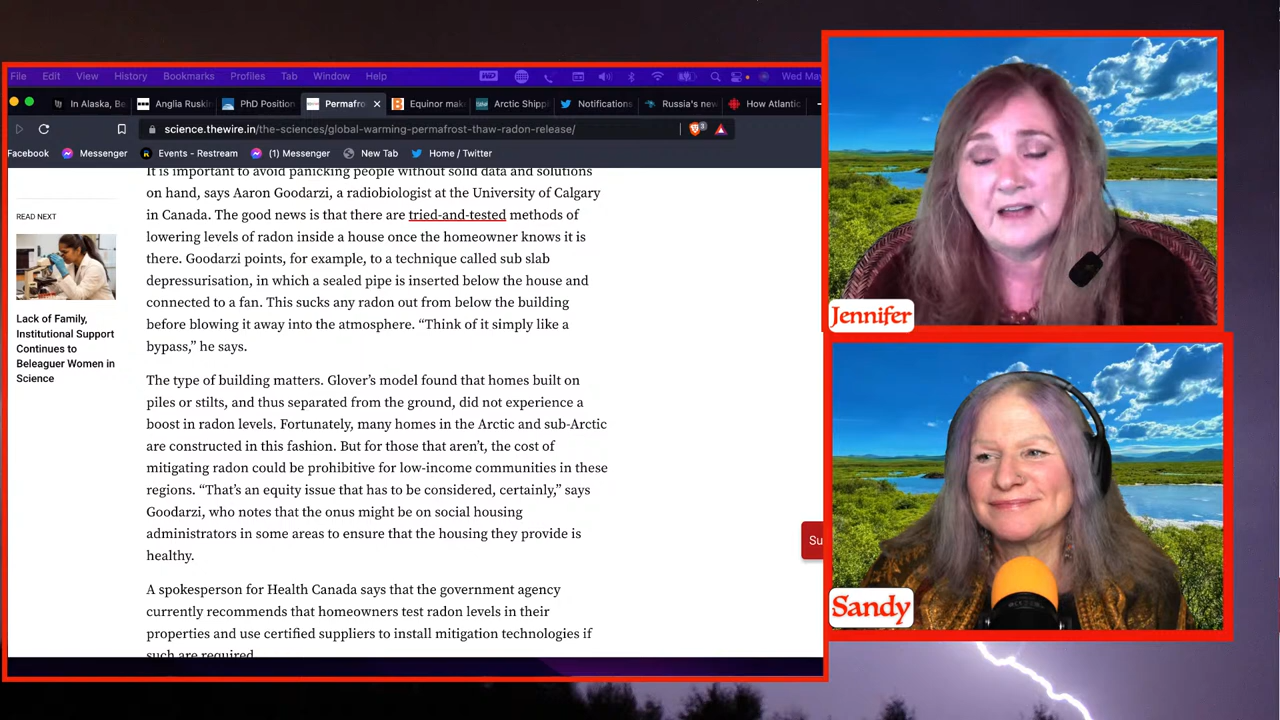 File Edit View History Bookmarks Profiles Tab Window Help
Wed May
In Alaska, Be
Anglia Ruski
PhD Position
Permafro
Equinor mak
Arctic Shippi
Notifications
Russia's new
How Atlantic
science.thewire.in/the-sciences/global-warming-permafrost-thaw-radon-release/
Facebook Messenger Events - Restream (1) Messenger New Tab Home / Twitter
It is important to avoid panicking people without solid data and solutions
on hand, says Aaron Goodarzi, a radiobiologist at the University of Calgary
in Canada. The good news is that there are tried-and-tested methods of
lowering levels of radon inside a house once the homeowner knows it is
there. Goodarzi points, for example, to a technique called sub slab
depressurisation, in which a sealed pipe is inserted below the house and
connected to a fan. This sucks any radon out from below the building
before blowing it away into the atmosphere. “Think of it simply like a
bypass,” he says.
The type of building matters. Glover’s model found that homes built on
piles or stilts, and thus separated from the ground, did not experience a
boost in radon levels. Fortunately, many homes in the Arctic and sub-Arctic
are constructed in this fashion. But for those that aren’t, the cost of
mitigating radon could be prohibitive for low-income communities in these
regions. “That’s an equity issue that has to be considered, certainly,” says
Goodarzi, who notes that the onus might be on social housing
administrators in some areas to ensure that the housing they provide is
healthy.
A spokesperson for Health Canada says that the government agency
currently recommends that homeowners test radon levels in their
properties and use certified suppliers to install mitigation technologies if
such are required.
READ NEXT
Lack of Family,
Institutional Support
Continues to
Beleaguer Women in
Science
Su
Jennifer
Sandy